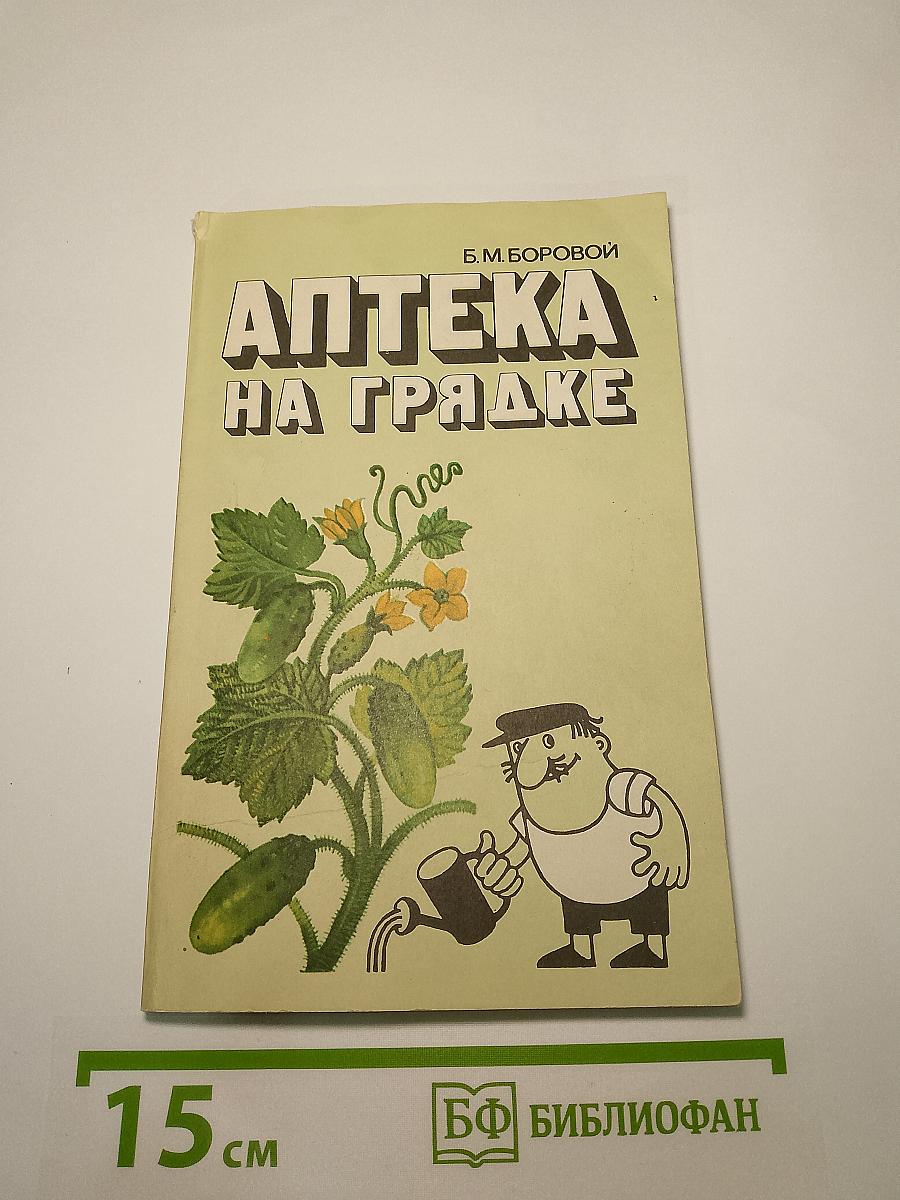 Б.М.БОРОВОЙ
АПТЕКА
НА ГРЯДКЕ
15 см
БФ БИБЛИОФАН